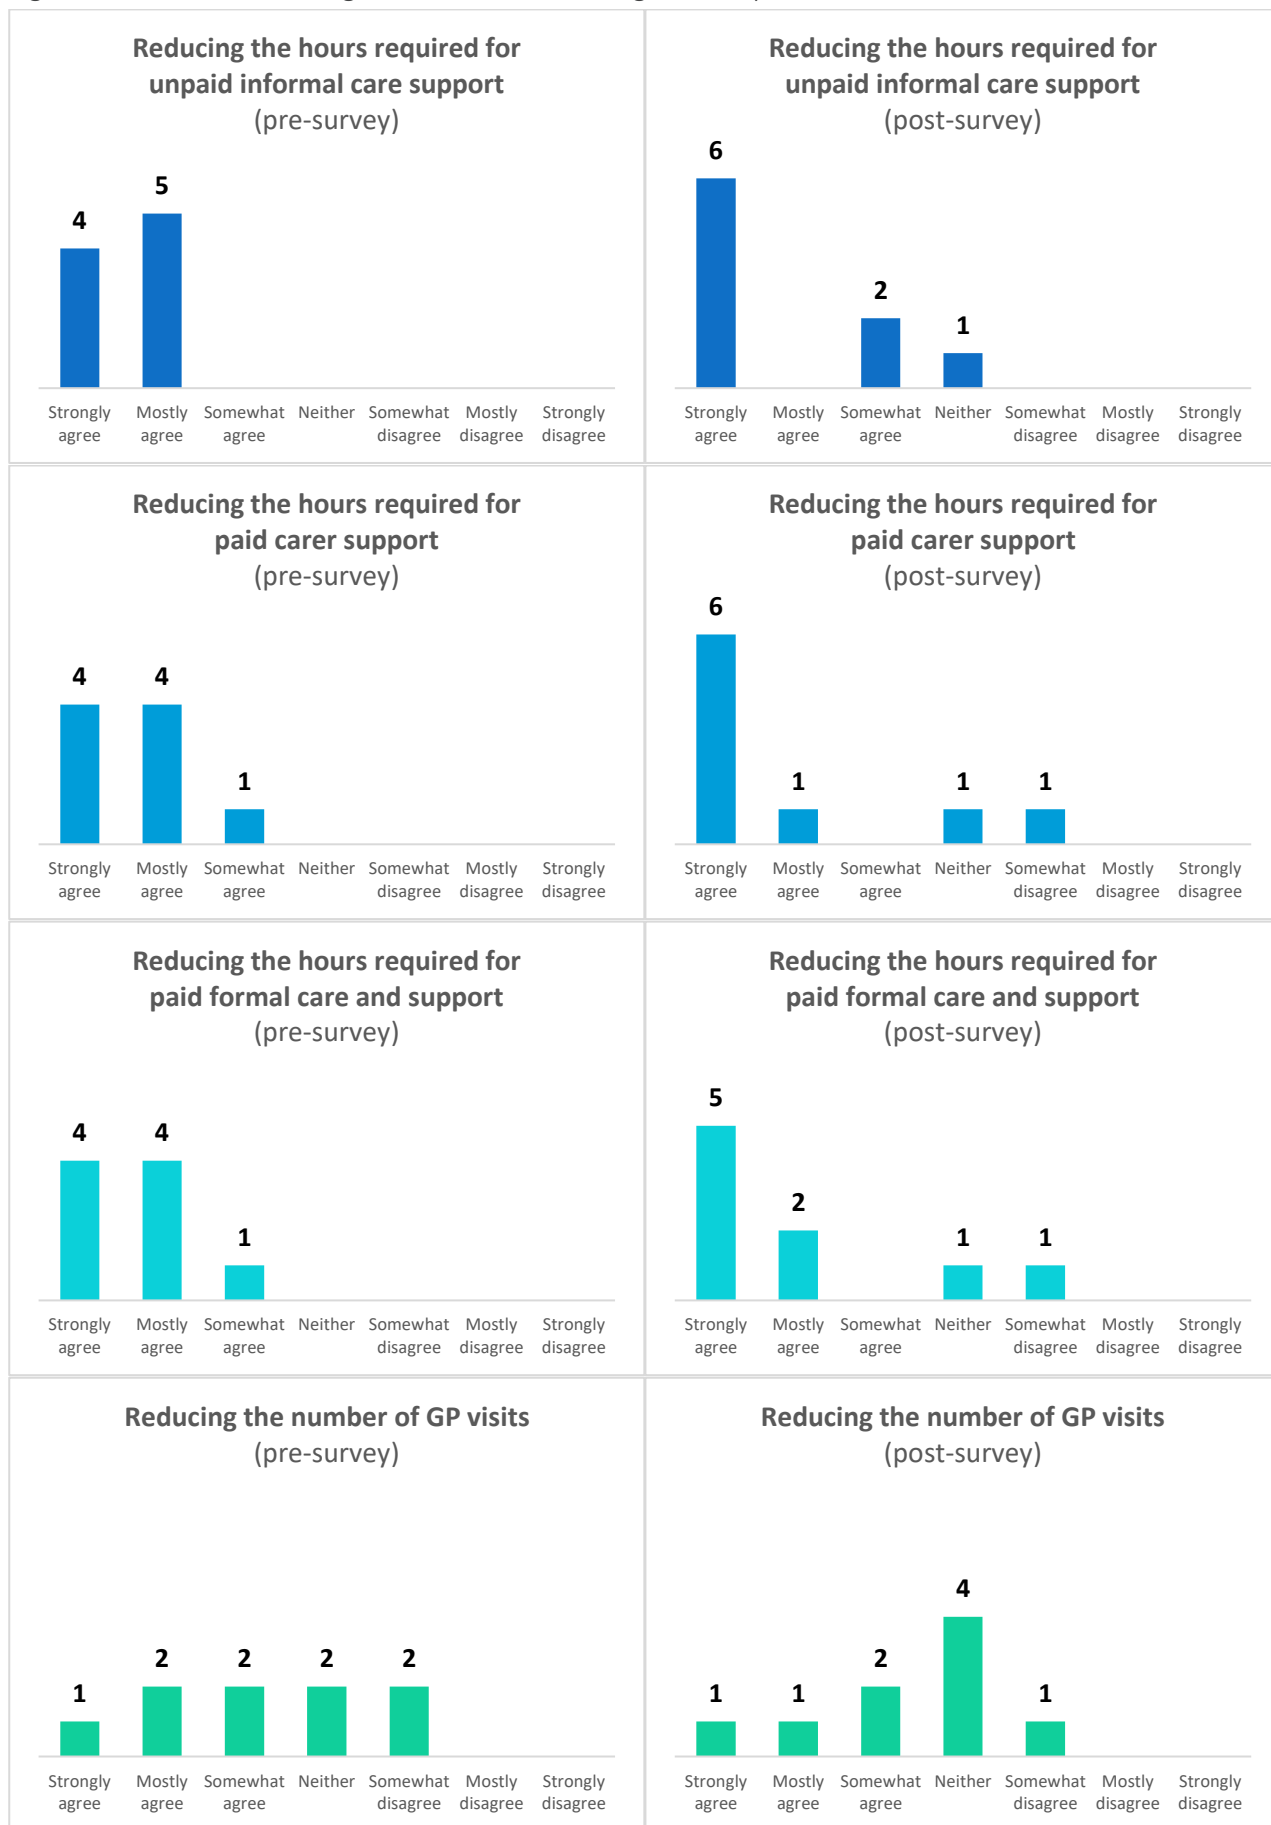 Reducing the hours required for
unpaid informal care support
(pre-survey)
4
5
Strongly agree
Mostly agree
Somewhat agree
Neither
Somewhat disagree
Mostly disagree
Strongly disagree
Reducing the hours required for
unpaid informal care support
(post-survey)
6
2
1
Strongly agree
Mostly agree
Somewhat agree
Neither
Somewhat disagree
Mostly disagree
Strongly disagree
Reducing the hours required for
paid carer support
(pre-survey)
4
4
1
Strongly agree
Mostly agree
Somewhat agree
Neither
Somewhat disagree
Mostly disagree
Strongly disagree
Reducing the hours required for
paid carer support
(post-survey)
6
1
1
1
Strongly agree
Mostly agree
Somewhat agree
Neither
Somewhat disagree
Mostly disagree
Strongly disagree
Reducing the hours required for
paid formal care and support
(pre-survey)
4
4
1
Strongly agree
Mostly agree
Somewhat agree
Neither
Somewhat disagree
Mostly disagree
Strongly disagree
Reducing the hours required for
paid formal care and support
(post-survey)
5
2
1
1
Strongly agree
Mostly agree
Somewhat agree
Neither
Somewhat disagree
Mostly disagree
Strongly disagree
Reducing the number of GP visits
(pre-survey)
1
2
2
2
2
Strongly agree
Mostly agree
Somewhat agree
Neither
Somewhat disagree
Mostly disagree
Strongly disagree
Reducing the number of GP visits
(post-survey)
1
1
2
4
1
Strongly agree
Mostly agree
Somewhat agree
Neither
Somewhat disagree
Mostly disagree
Strongly disagree